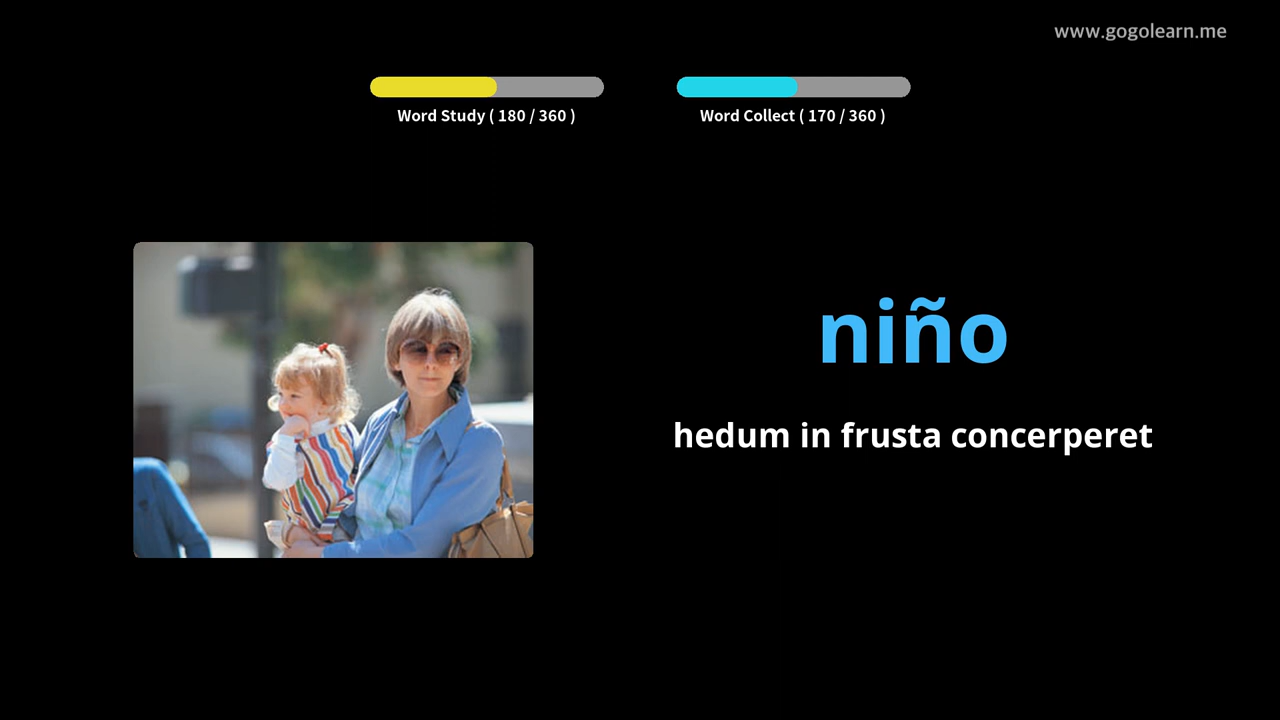 www.gogolearn.me
Word Study ( 180 / 360 )
Word Collect ( 170 / 360 )
niño
hedum in frusta concerperet